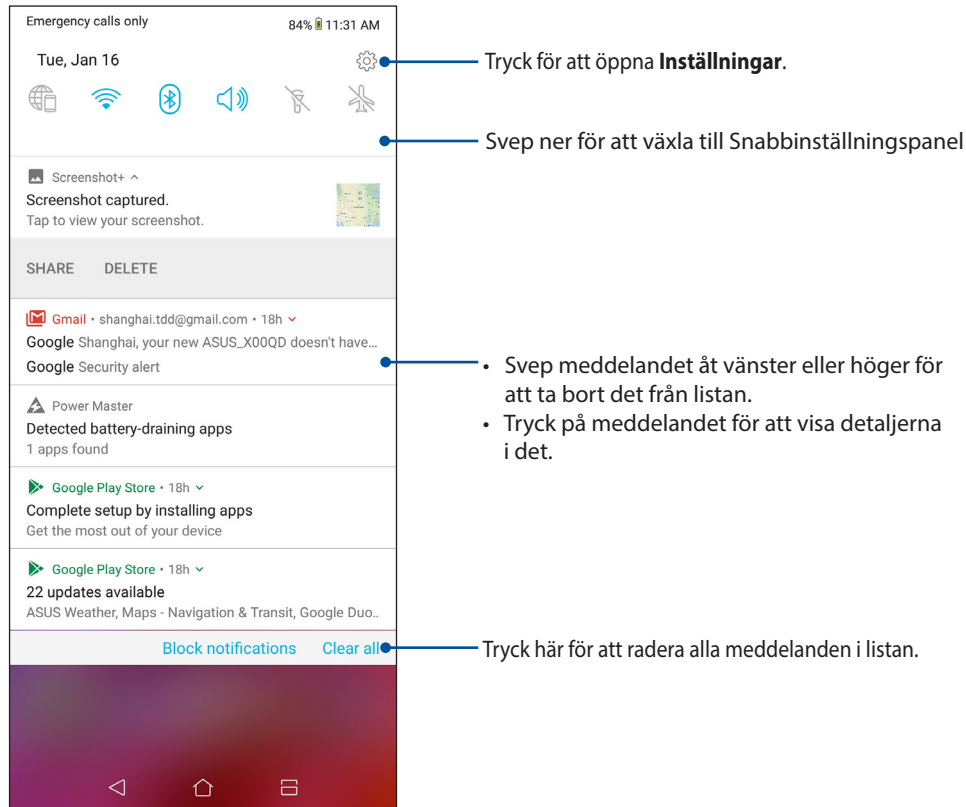 Emergency calls only
84% 11:31 AM
Tue, Jan 16
Tryck för att öppna Inställningar.
Svep ner för att växla till Snabbinställningspanel
Screenshot+
Screenshot captured.
Tap to view your screenshot.
SHARE DELETE
Gmail • shanghai.tdd@gmail.com • 18h
Google Shanghai, your new ASUS_X00QD doesn't have...
Google Security alert
• Svep meddelandet åt vänster eller höger för
att ta bort det från listan.
• Tryck på meddelandet för att visa detaljerna
i det.
Power Master
Detected battery-draining apps
1 apps found
Google Play Store • 18h
Complete setup by installing apps
Get the most out of your device
Google Play Store • 18h
22 updates available
ASUS Weather, Maps - Navigation & Transit, Google Duo..
Block notifications Clear all
Tryck här för att radera alla meddelanden i listan.